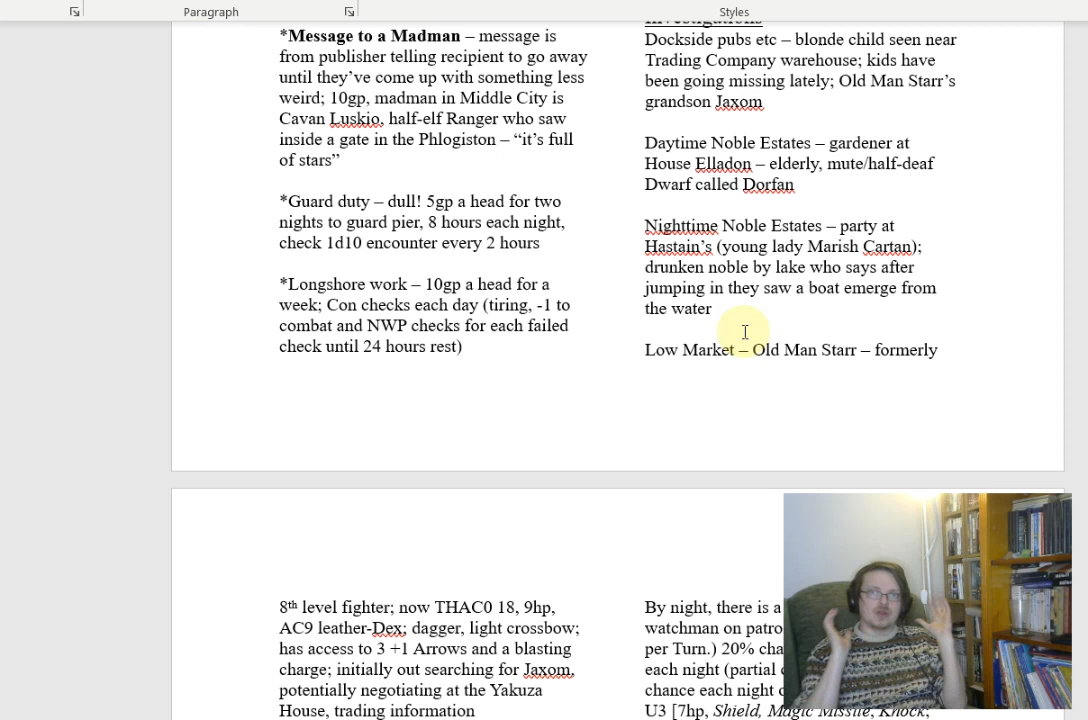 Paragraph
Styles
*Message to a Madman – message is
from publisher telling recipient to go away
until they’ve come up with something less
weird; 10gp, madman in Middle City is
Cavan Luskio, half-elf Ranger who saw
inside a gate in the Phlogiston – “it’s full
of stars”
*Guard duty – dull! 5gp a head for two
nights to guard pier, 8 hours each night,
check 1d10 encounter every 2 hours
*Longshore work – 10gp a head for a
week; Con checks each day (tiring, -1 to
combat and NWP checks for each failed
check until 24 hours rest)
Investigations
Dockside pubs etc – blonde child seen near
Trading Company warehouse; kids have
been going missing lately; Old Man Starr’s
grandson Jaxom
Daytime Noble Estates – gardener at
House Elladon – elderly, mute/half-deaf
Dwarf called Dorfan
Nighttime Noble Estates – party at
Hastain’s (young lady Marish Cartan);
drunken noble by lake who says after
jumping in they saw a boat emerge from
the water
Low Market – Old Man Starr – formerly
8th level fighter; now THAC0 18, 9hp,
AC9 leather-Dex; dagger, light crossbow;
has access to 3 +1 Arrows and a blasting
charge; initially out searching for Jaxom,
potentially negotiating at the Yakuza
House, trading information
By night, there is a
watchman on patro
per Turn.) 20% cha
each night (partial
chance each night
U3 [7hp, Shield, Magic Missile, Knock;